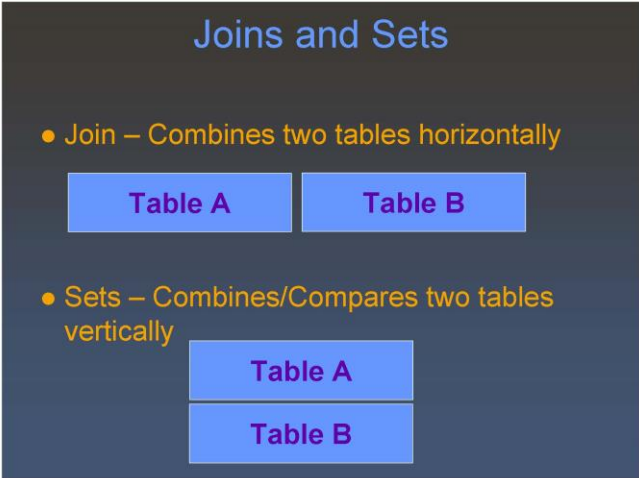 Joins and Sets
● Join – Combines two tables horizontally
Table A Table B
● Sets – Combines/Compares two tables
vertically
Table A
Table B